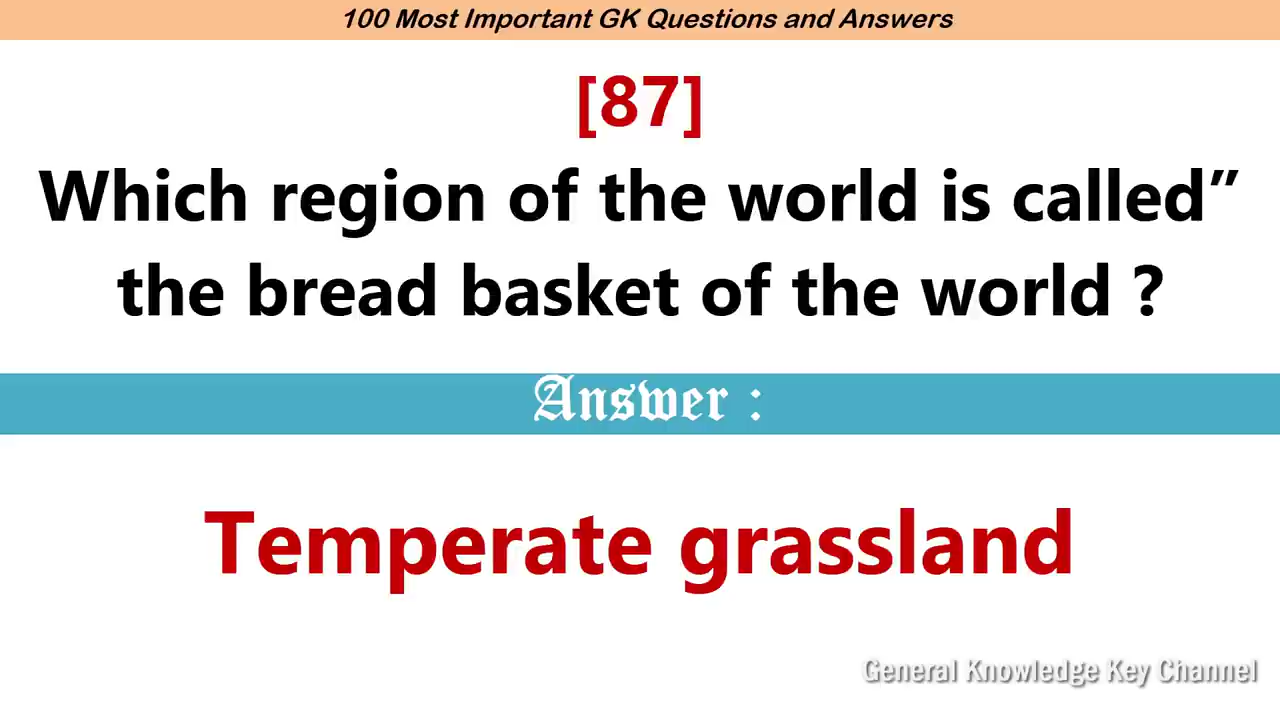 100 Most Important GK Questions and Answers
[87]
Which region of the world is called”
the bread basket of the world ?
Answer :
Temperate grassland
General Knowledge Key Channel